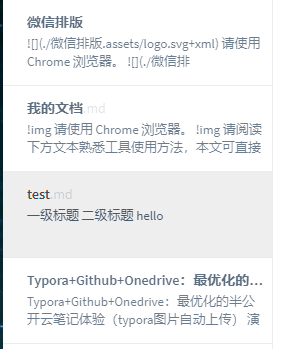 微信排版
![](./微信排版.assets/logo.svg+xml) 请使用
Chrome 浏览器。 ![](./微信排
我的文档.md
!img 请使用 Chrome 浏览器。 !img 请阅读
下方文本熟悉工具使用方法，本文可直接
test.md
一级标题 二级标题 hello
Typora+Github+Onedrive：最优化的...
Typora+Github+Onedrive：最优化的半公
开云笔记体验（typora图片自动上传） 演